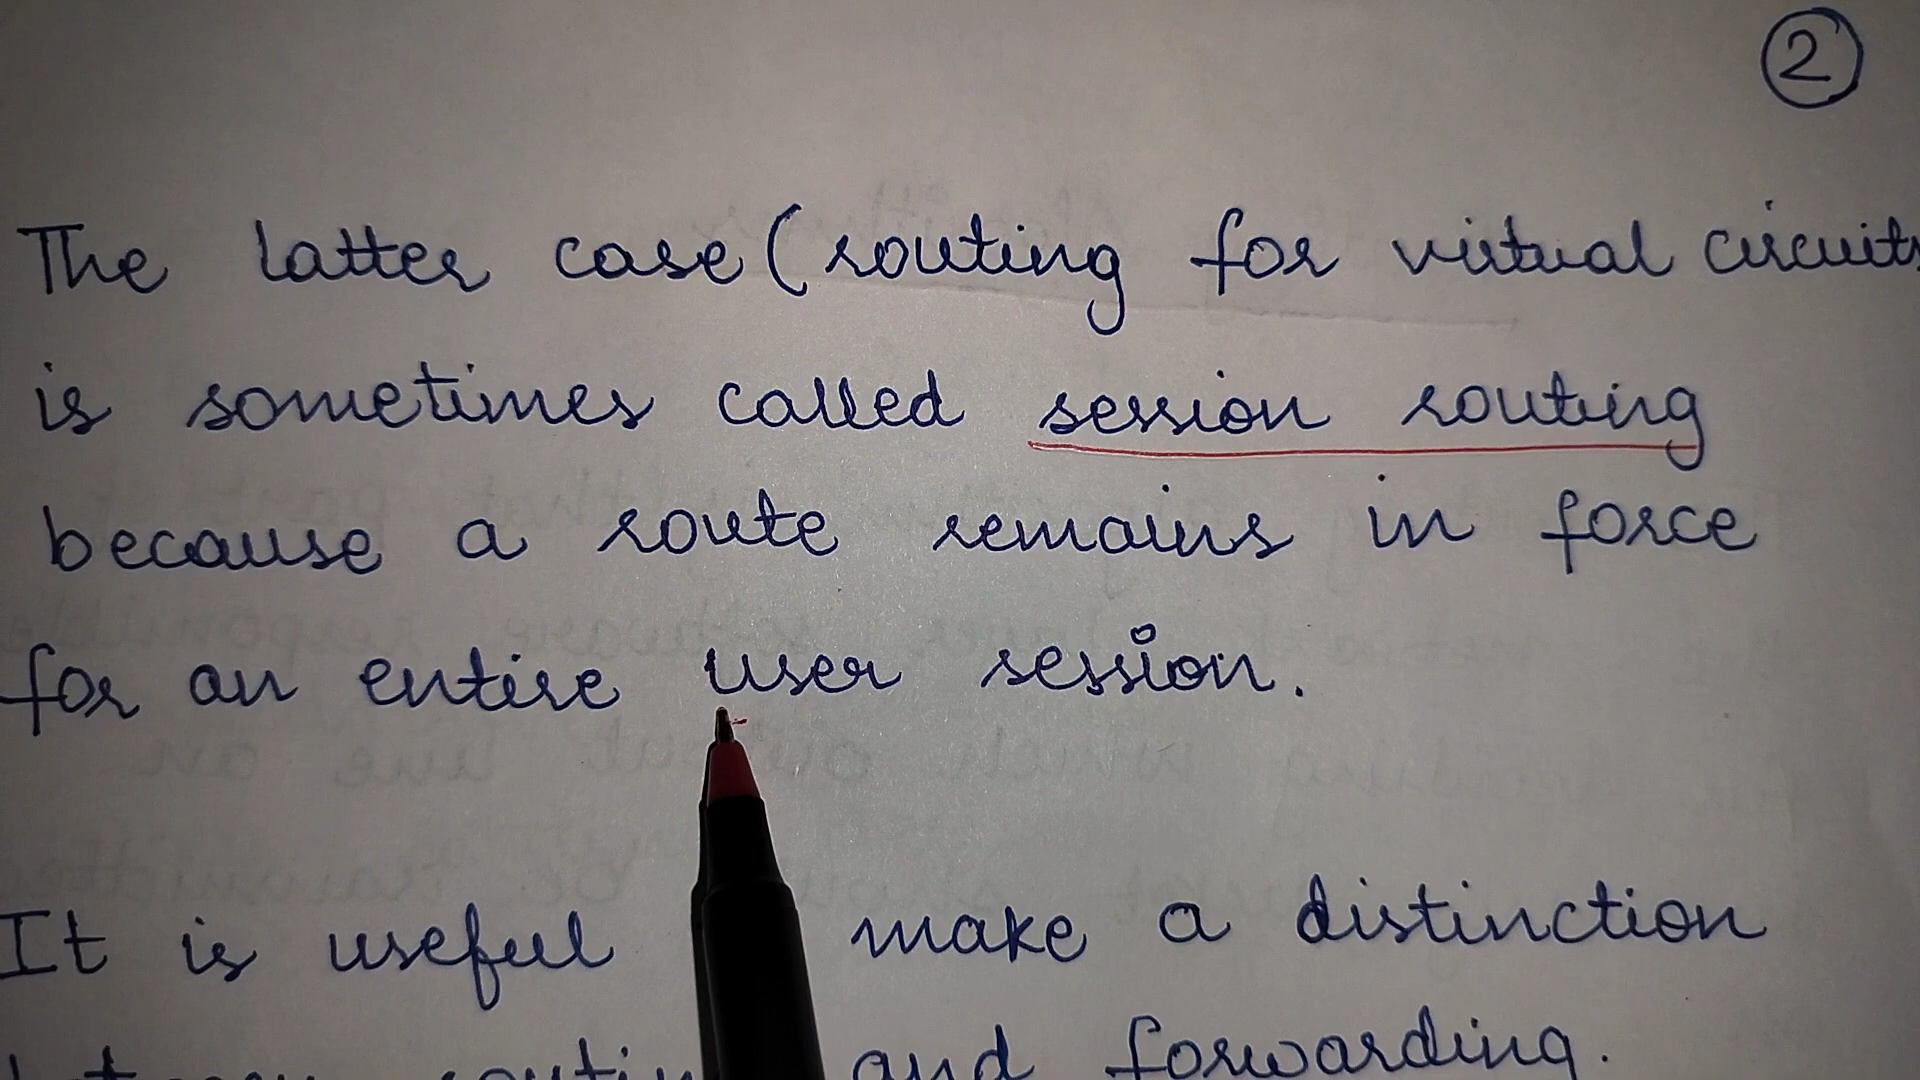 2
The latter case (routing for virtual circuits
is sometimes called session routing
because a route remains in force
for an entire user session.
It is useful make a distinction
and forwarding.